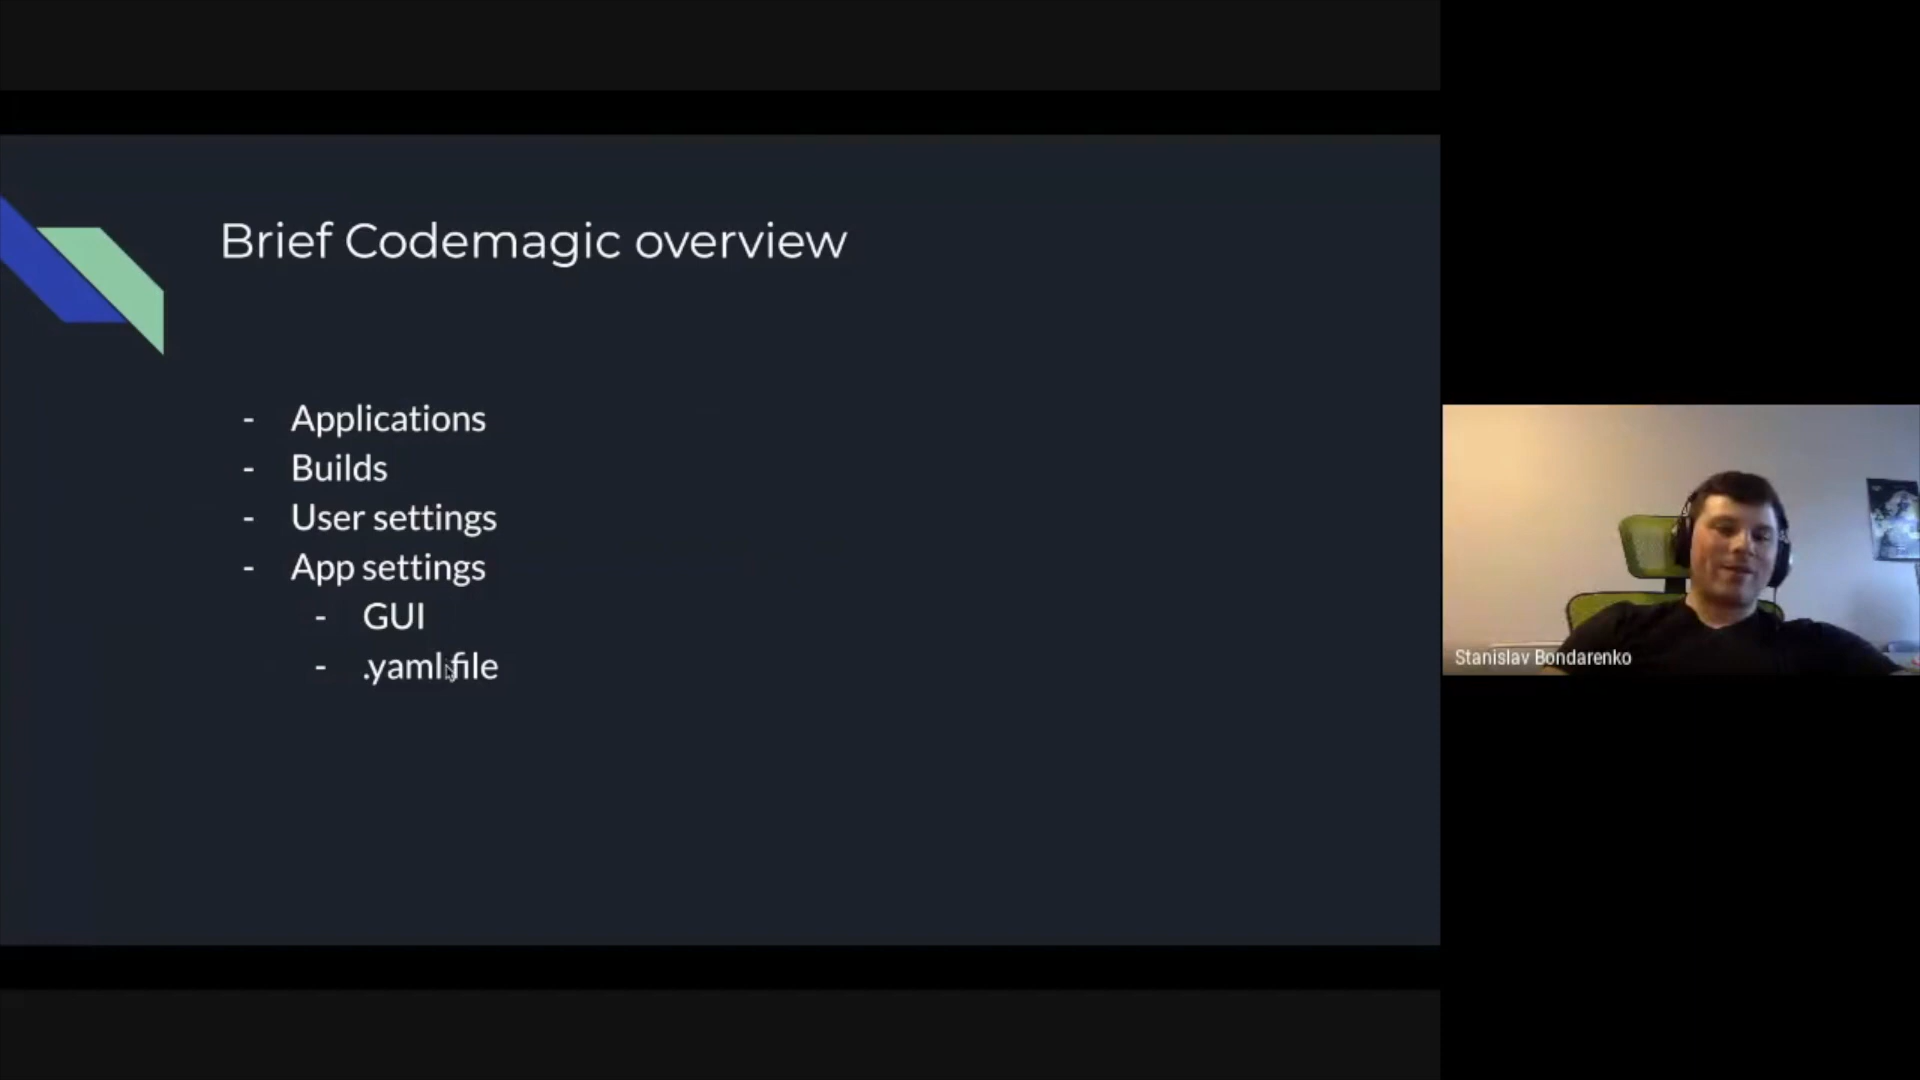 Brief Codemagic overview
- Applications
- Builds
- User settings
- App settings
- GUI
- .yaml file
Stanislav Bondarenko